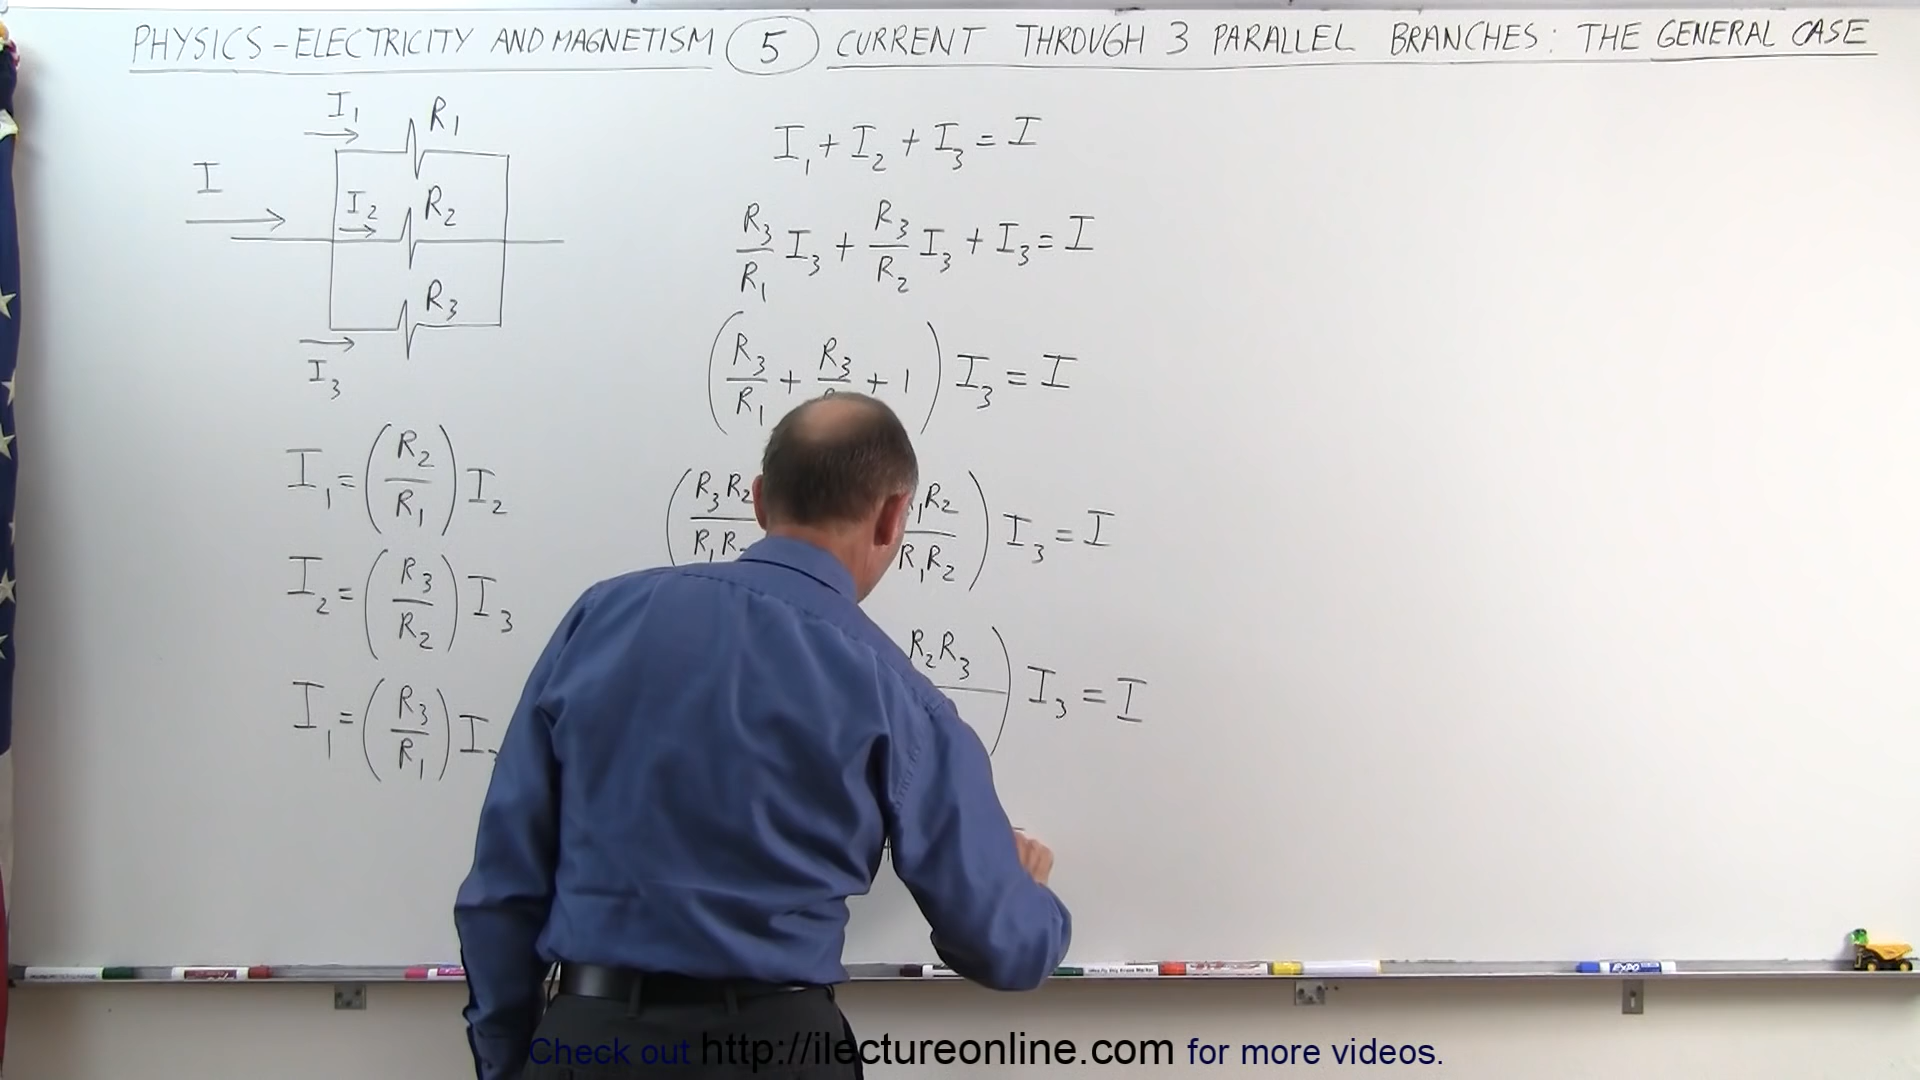 PHYSICS - ELECTRICITY AND MAGNETISM 5 CURRENT THROUGH 3 PARALLEL BRANCHES: THE GENERAL CASE
I₁
R₁
I
I₂
R₂
R₃
I₃
I₁ = (R₂/R₁) I₂
I₂ = (R₃/R₂) I₃
I₁ = (R₃/R₁) I
I₁ + I₂ + I₃ = I
R₃/R₁ I₃ + R₃/R₂ I₃ + I₃ = I
(R₃/R₁ + R₃/ + 1) I₃ = I
(R₃R₂/R₁R R₁R₂/R₁R₂) I₃ = I
R₂R₃) I₃ = I
EXPO
Check out http://ilectureonline.com for more videos.